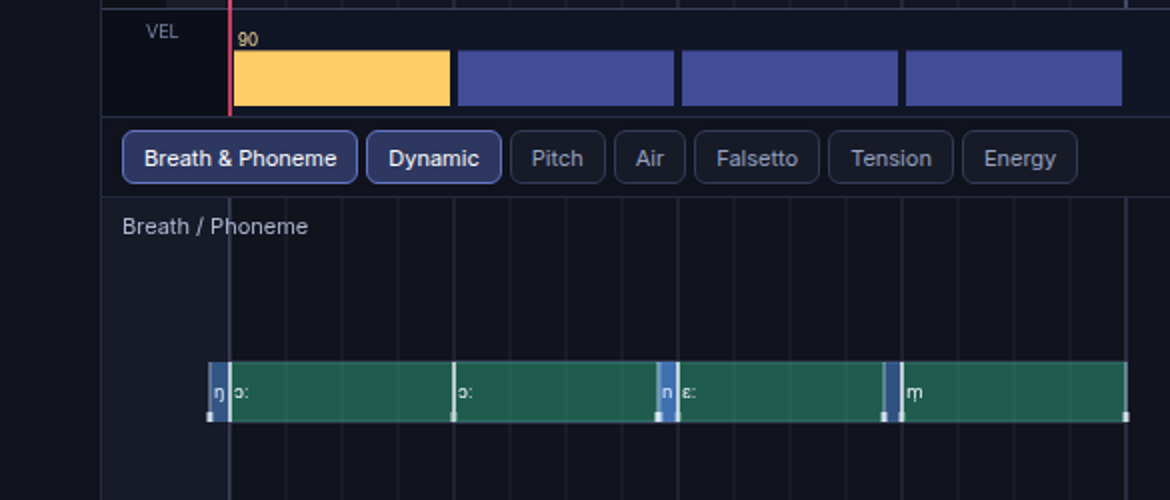 VEL
90
Breath & Phoneme Dynamic Pitch Air Falsetto Tension Energy
Breath / Phoneme
ŋ ɔː ɔː n ɛː m̩